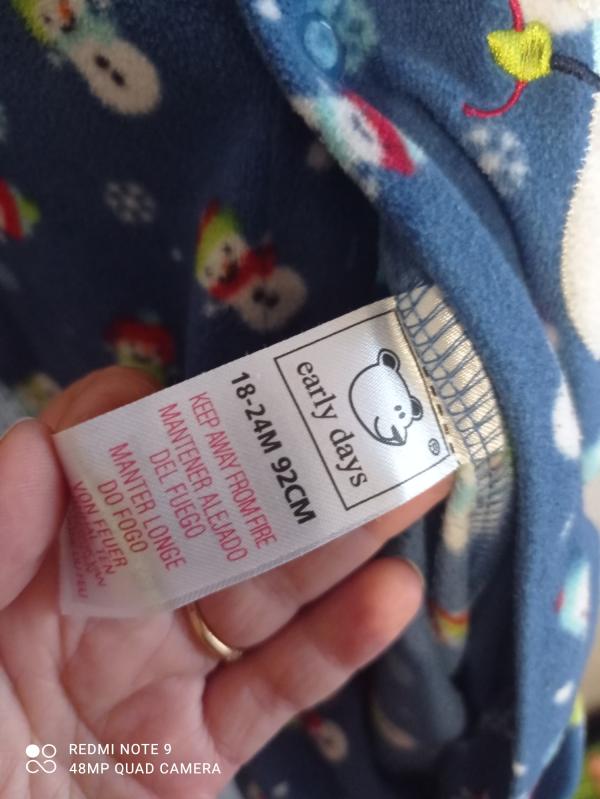 early days
®
18-24M 92CM
KEEP AWAY FROM FIRE
MANTENER ALEJADO
DEL FUEGO
MANTER LONGE
DO FOGO
VON FEUER
REDMI NOTE 9
48MP QUAD CAMERA